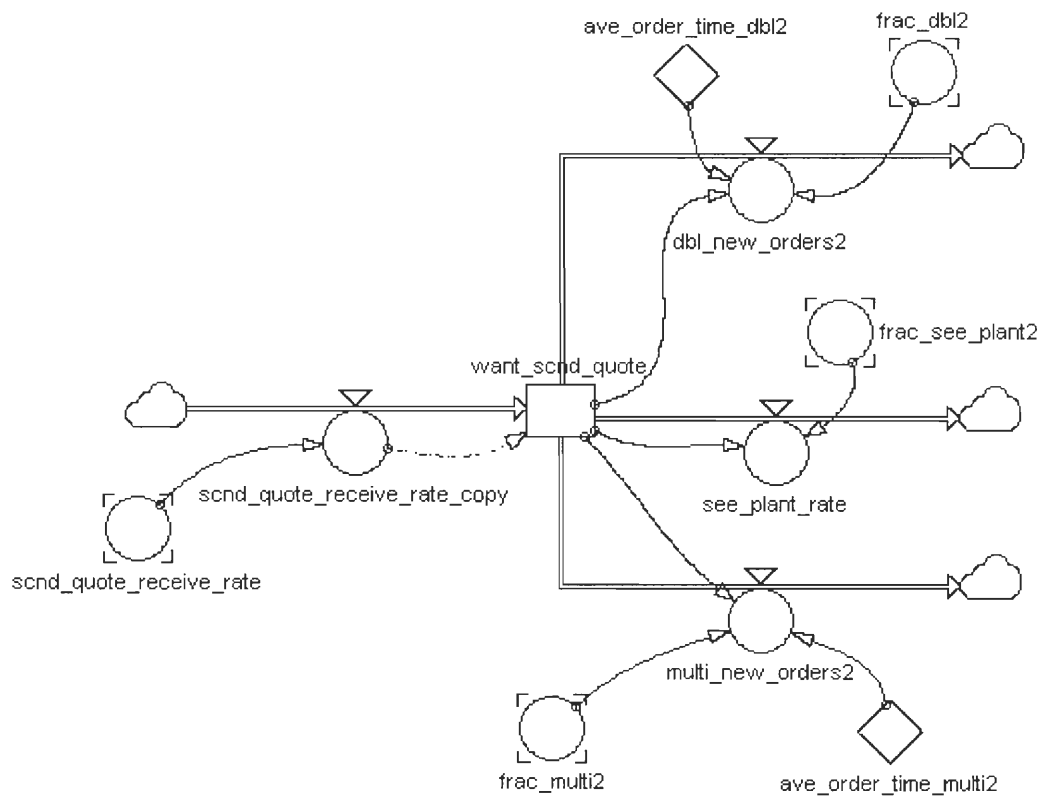 ave_order_time_dbl2
frac_dbl2
dbl_new_orders2
frac_see_plant2
want_scnd_quote
scnd_quote_receive_rate_copy
see_plant_rate
scnd_quote_receive_rate
multi_new_orders2
frac_multi2
ave_order_time_multi2